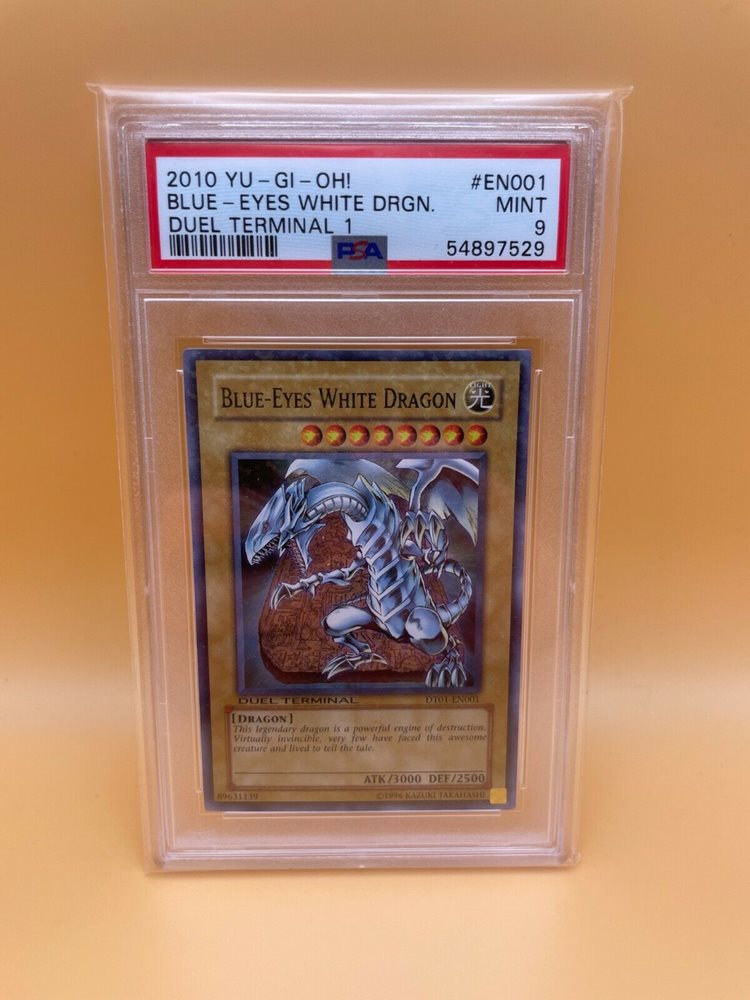 2010 YU-GI-OH! #EN001
BLUE-EYES WHITE DRGN. MINT
DUEL TERMINAL 1 9
PSA 54897529
BLUE-EYES WHITE DRAGON LIGHT 光
DUEL TERMINAL DT01-EN001
[DRAGON]
This legendary dragon is a powerful engine of destruction.
Virtually invincible, very few have faced this awesome
creature and lived to tell the tale.
ATK/3000 DEF/2500
89631139 ©1996 KAZUKI TAKAHASHI